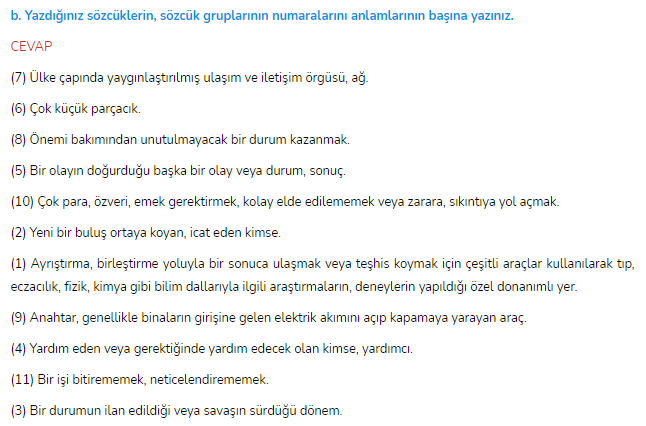 b. Yazdığınız sözcüklerin, sözcük gruplarının numaralarını anlamlarının başına yazınız.
CEVAP
(7) Ülke çapında yaygınlaştırılmış ulaşım ve iletişim örgüsü, ağ.
(6) Çok küçük parçacık.
(8) Önemi bakımından unutulmayacak bir durum kazanmak.
(5) Bir olayın doğurduğu başka bir olay veya durum, sonuç.
(10) Çok para, özveri, emek gerektirmek, kolay elde edilememek veya zarara, sıkıntıya yol açmak.
(2) Yeni bir buluş ortaya koyan, icat eden kimse.
(1) Ayrıştırma, birleştirme yoluyla bir sonuca ulaşmak veya teşhis koymak için çeşitli araçlar kullanılarak tıp,
eczacılık, fizik, kimya gibi bilim dallarıyla ilgili araştırmaların, deneylerin yapıldığı özel donanımlı yer.
(9) Anahtar, genellikle binaların girişine gelen elektrik akımını açıp kapamaya yarayan araç.
(4) Yardım eden veya gerektiğinde yardım edecek olan kimse, yardımcı.
(11) Bir işi bitirememek, neticelendirememek.
(3) Bir durumun ilan edildiği veya savaşın sürdüğü dönem.